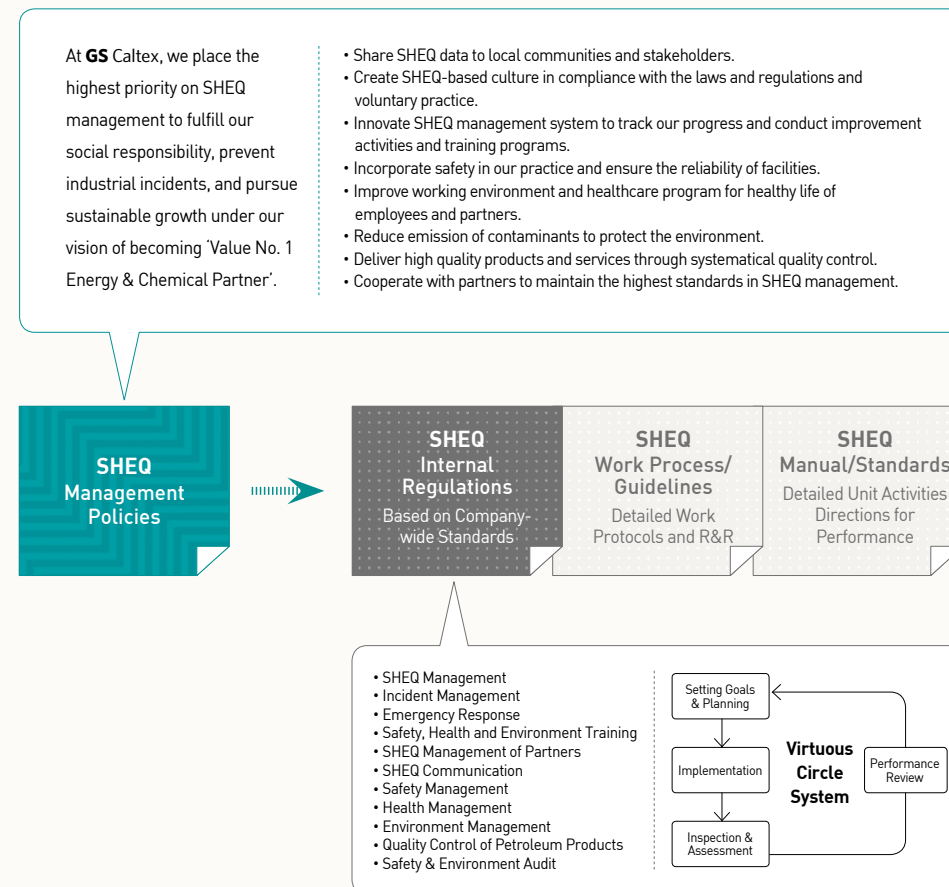 At GS Caltex, we place the
highest priority on SHEQ
management to fulfill our
social responsibility, prevent
industrial incidents, and pursue
sustainable growth under our
vision of becoming ‘Value No. 1
Energy & Chemical Partner’.
• Share SHEQ data to local communities and stakeholders.
• Create SHEQ-based culture in compliance with the laws and regulations and
voluntary practice.
• Innovate SHEQ management system to track our progress and conduct improvement
activities and training programs.
• Incorporate safety in our practice and ensure the reliability of facilities.
• Improve working environment and healthcare program for healthy life of
employees and partners.
• Reduce emission of contaminants to protect the environment.
• Deliver high quality products and services through systematical quality control.
• Cooperate with partners to maintain the highest standards in SHEQ management.
SHEQ
Management
Policies
SHEQ
Internal
Regulations
Based on Company-
wide Standards
SHEQ
Work Process/
Guidelines
Detailed Work
Protocols and R&R
SHEQ
Manual/Standards
Detailed Unit Activities
Directions for
Performance
• SHEQ Management
• Incident Management
• Emergency Response
• Safety, Health and Environment Training
• SHEQ Management of Partners
• SHEQ Communication
• Safety Management
• Health Management
• Environment Management
• Quality Control of Petroleum Products
• Safety & Environment Audit
Setting Goals
& Planning
Implementation
Inspection &
Assessment
Virtuous
Circle
System
Performance
Review